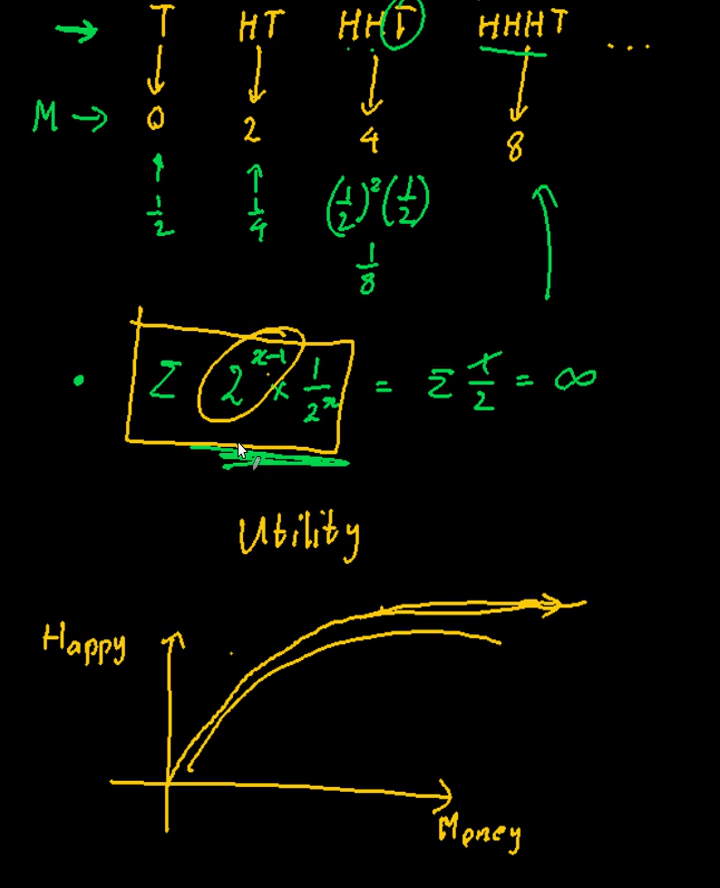 → T HT HHT HHHT ...
M → 0 2 4 8
1/2 1/4 (1/2)²(1/2)
1/8
• Σ 2^(x-1) × 1/2^x = Σ 1/2 = ∞
Utility
Happy
Money